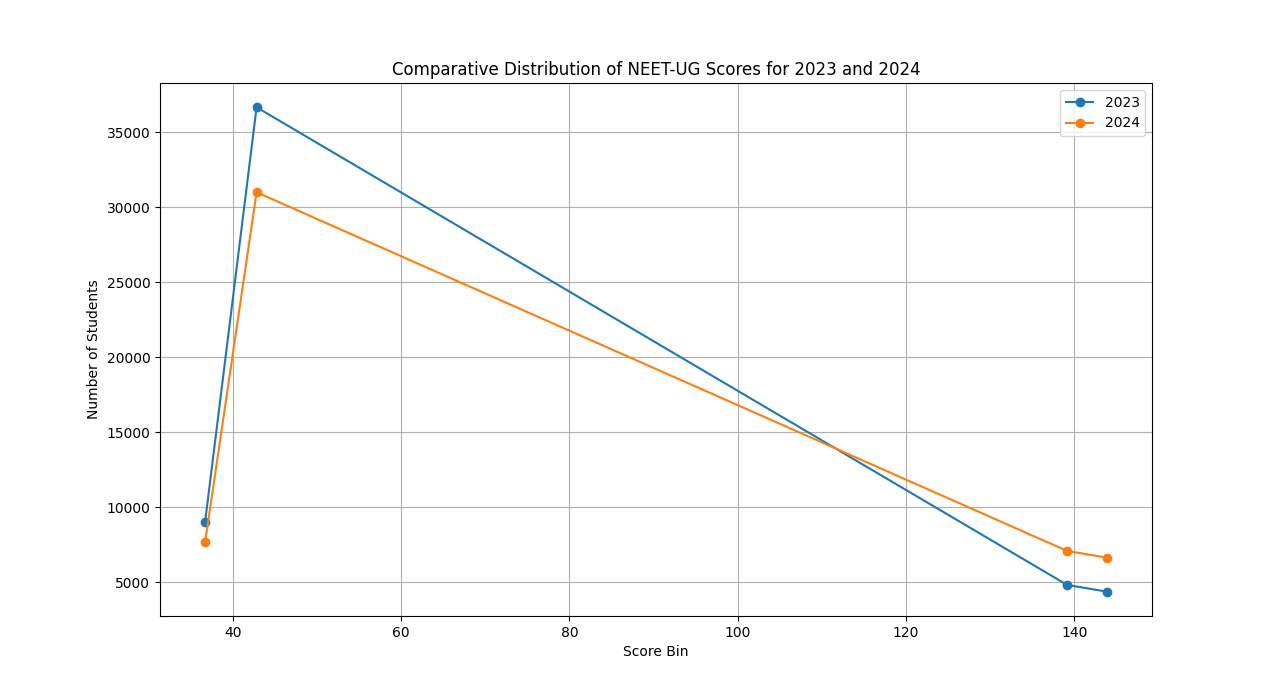 Comparative Distribution of NEET-UG Scores for 2023 and 2024
2023
2024
35000
30000
25000
20000
15000
10000
5000
Number of Students
40 60 80 100 120 140
Score Bin